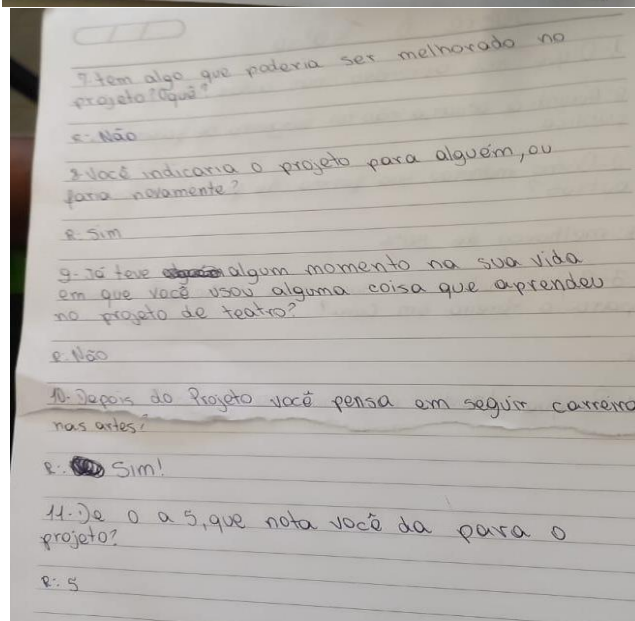 7. tem algo que poderia ser melhorado no
projeto? Oquê?
R: Não
8 Você indicaria o projeto para alguém, ou
faria novamente?
R: Sim
9- Já teve algum momento na sua vida
em que você usou alguma coisa que aprendeu
no projeto de teatro?
R: Não
10- Depois do Projeto você pensa em seguir carreira
nas artes?
R: Sim!
11- De 0 a 5, que nota você da para o
projeto?
R: 5